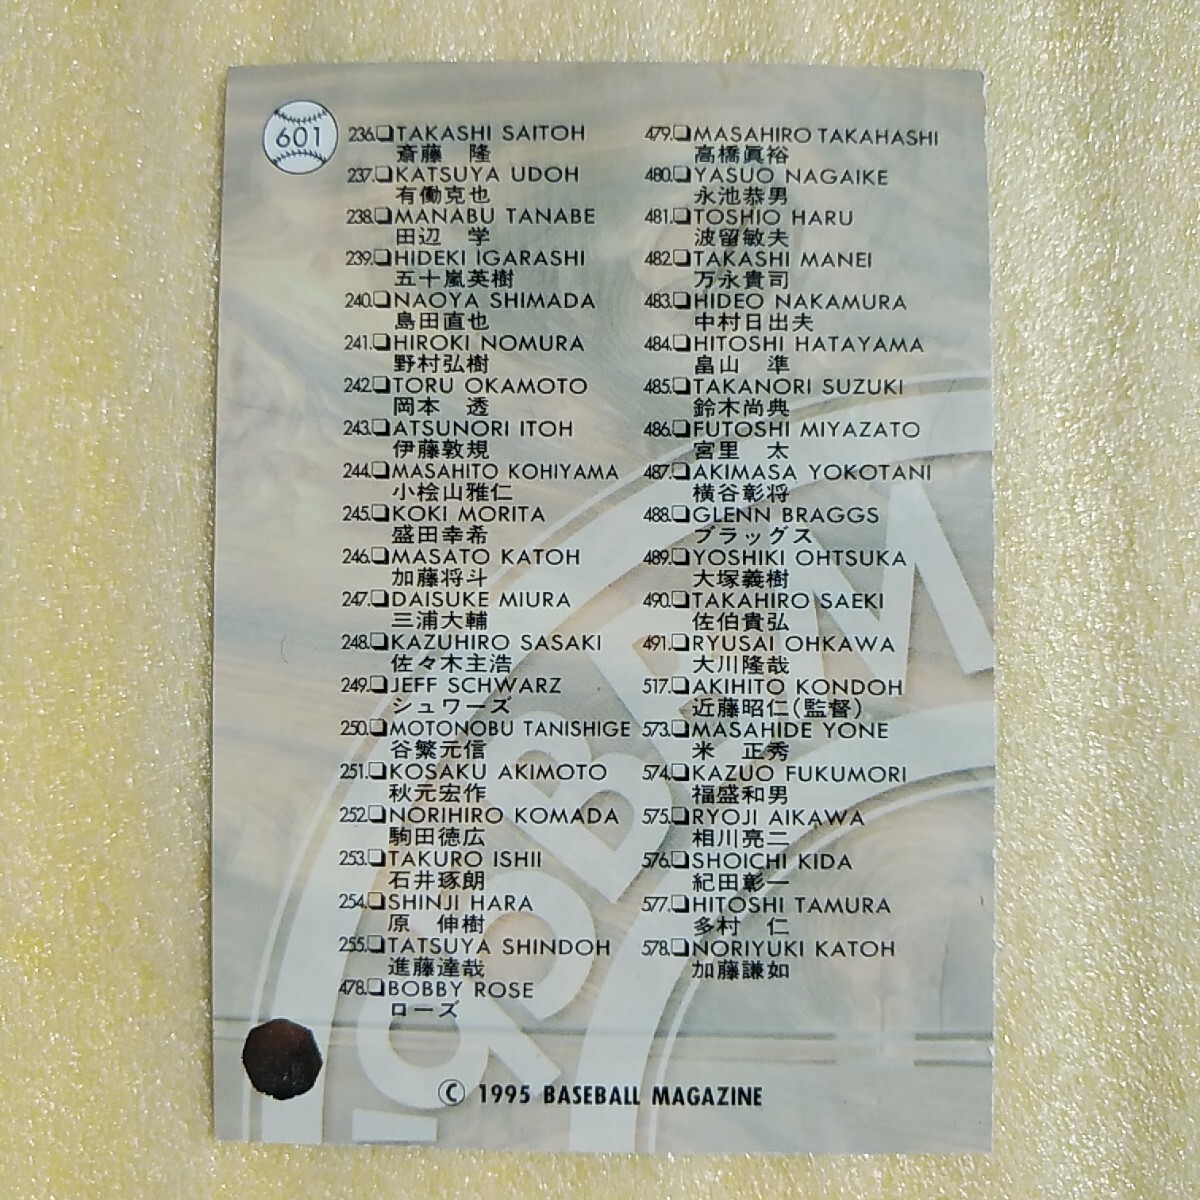 601
236.❏TAKASHI SAITOH
斎藤 隆
237.❏KATSUYA UDOH
有働克也
238.❏MANABU TANABE
田辺 学
239.❏HIDEKI IGARASHI
五十嵐英樹
240.❏NAOYA SHIMADA
島田直也
241.❏HIROKI NOMURA
野村弘樹
242.❏TORU OKAMOTO
岡本 透
243.❏ATSUNORI ITOH
伊藤敦規
244.❏MASAHITO KOHIYAMA
小桧山雅仁
245.❏KOKI MORITA
盛田幸希
246.❏MASATO KATOH
加藤将斗
247.❏DAISUKE MIURA
三浦大輔
248.❏KAZUHIRO SASAKI
佐々木主浩
249.❏JEFF SCHWARZ
シュワーズ
250.❏MOTONOBU TANISHIGE
谷繁元信
251.❏KOSAKU AKIMOTO
秋元宏作
252.❏NORIHIRO KOMADA
駒田徳広
253.❏TAKURO ISHII
石井琢朗
254.❏SHINJI HARA
原 伸樹
255.❏TATSUYA SHINDOH
進藤達哉
478.❏BOBBY ROSE
ローズ
479.❏MASAHIRO TAKAHASHI
高橋眞裕
480.❏YASUO NAGAIKE
永池恭男
481.❏TOSHIO HARU
波留敏夫
482.❏TAKASHI MANEI
万永貴司
483.❏HIDEO NAKAMURA
中村日出夫
484.❏HITOSHI HATAYAMA
畠山 準
485.❏TAKANORI SUZUKI
鈴木尚典
486.❏FUTOSHI MIYAZATO
宮里 太
487.❏AKIMASA YOKOTANI
横谷彰将
488.❏GLENN BRAGGS
ブラッグス
489.❏YOSHIKI OHTSUKA
大塚義樹
490.❏TAKAHIRO SAEKI
佐伯貴弘
491.❏RYUSAI OHKAWA
大川隆哉
517.❏AKIHITO KONDOH
近藤昭仁(監督)
573.❏MASAHIDE YONE
米 正秀
574.❏KAZUO FUKUMORI
福盛和男
575.❏RYOJI AIKAWA
相川亮二
576.❏SHOICHI KIDA
紀田彰一
577.❏HITOSHI TAMURA
多村 仁
578.❏NORIYUKI KATOH
加藤謙如
'95 BBM
© 1995 BASEBALL MAGAZINE